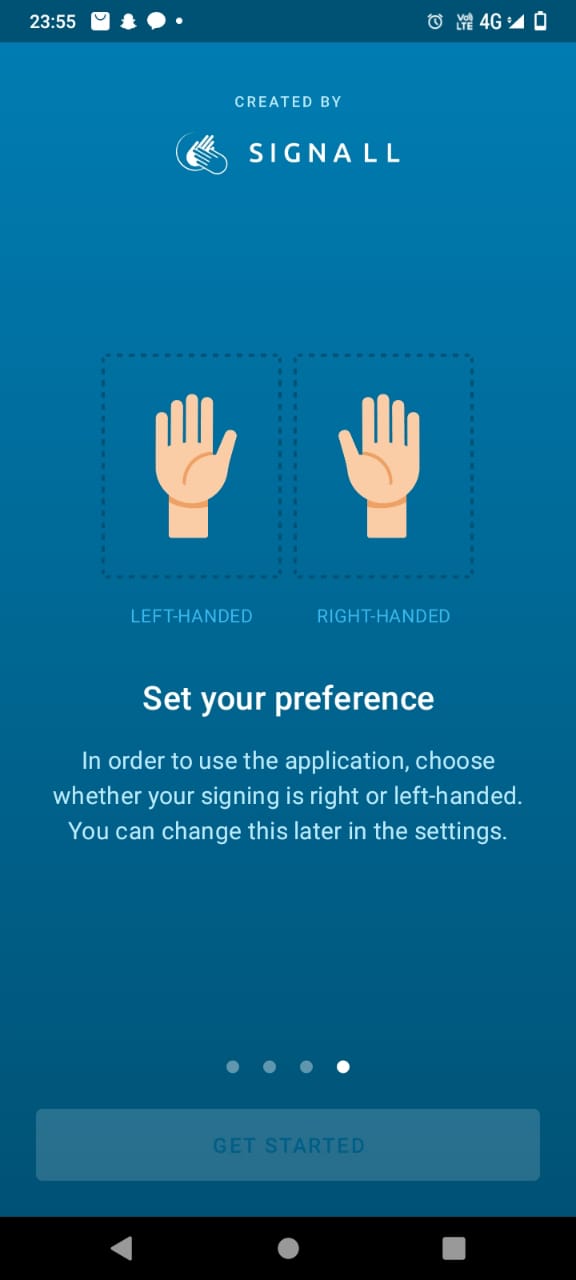 23:55
Vo))
LTE 4G
CREATED BY
SIGNALL
LEFT-HANDED RIGHT-HANDED
Set your preference
In order to use the application, choose
whether your signing is right or left-handed.
You can change this later in the settings.
GET STARTED